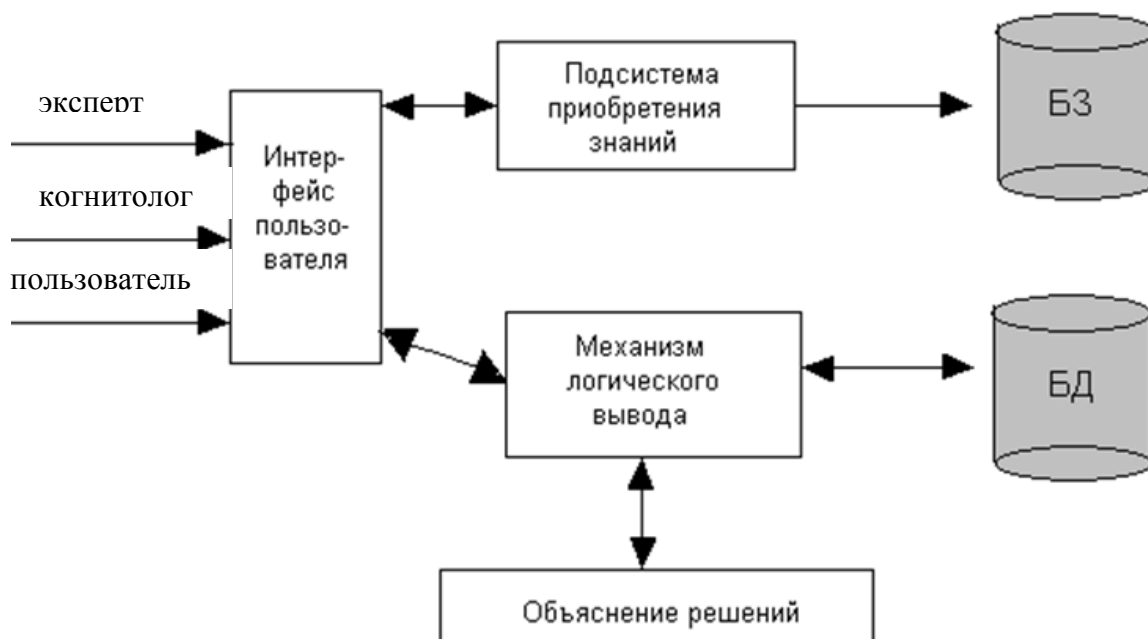 эксперт
когнитолог
пользователь
Интер-
фейс
пользо-
вателя
Подсистема
приобретения
знаний
БЗ
Механизм
логического
вывода
БД
Объяснение решений